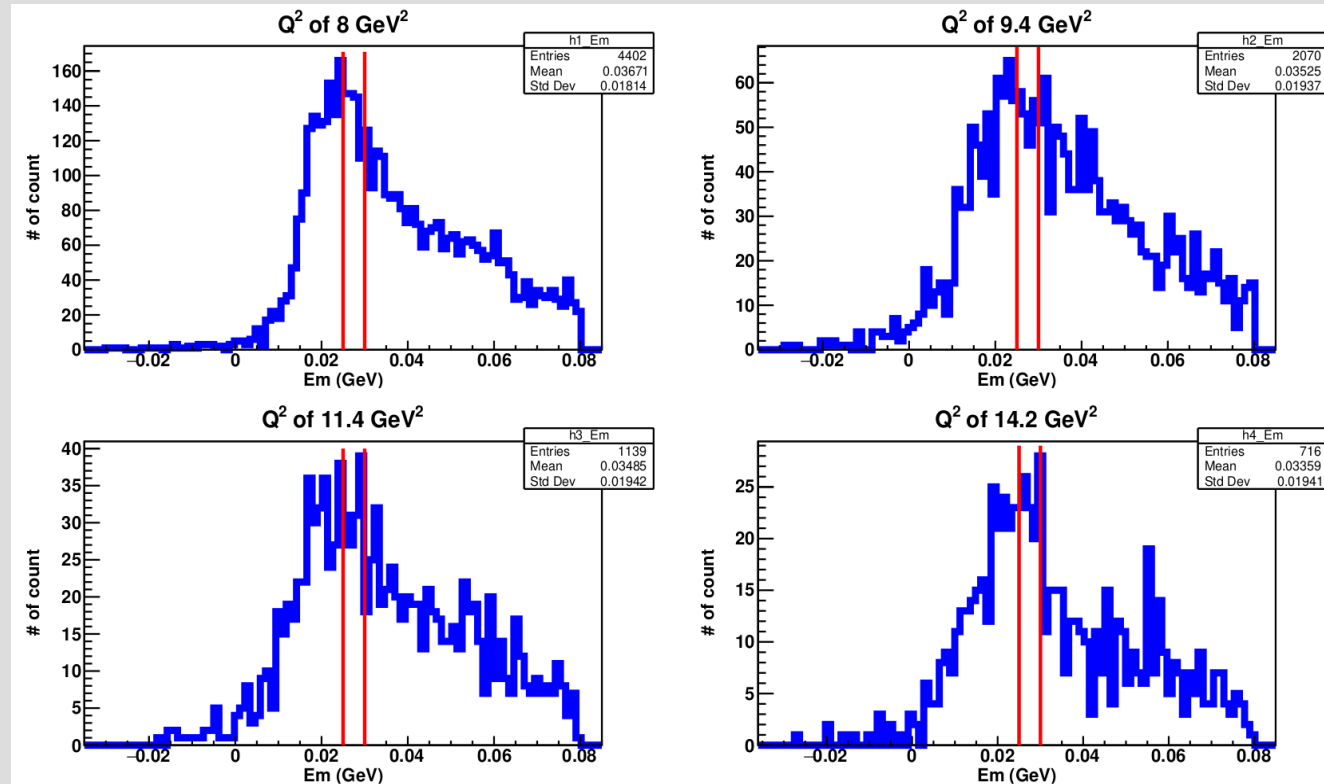 Q² of 8 GeV²
h1_Em
Entries 4402
Mean 0.03671
Std Dev 0.01814
# of count
160
140
120
100
80
60
40
20
0
−0.02 0 0.02 0.04 0.06 0.08
Em (GeV)
Q² of 9.4 GeV²
h2_Em
Entries 2070
Mean 0.03525
Std Dev 0.01937
# of count
60
50
40
30
20
10
0
−0.02 0 0.02 0.04 0.06 0.08
Em (GeV)
Q² of 11.4 GeV²
h3_Em
Entries 1139
Mean 0.03485
Std Dev 0.01942
# of count
40
35
30
25
20
15
10
5
0
−0.02 0 0.02 0.04 0.06 0.08
Em (GeV)
Q² of 14.2 GeV²
h4_Em
Entries 716
Mean 0.03359
Std Dev 0.01941
# of count
25
20
15
10
5
0
−0.02 0 0.02 0.04 0.06 0.08
Em (GeV)